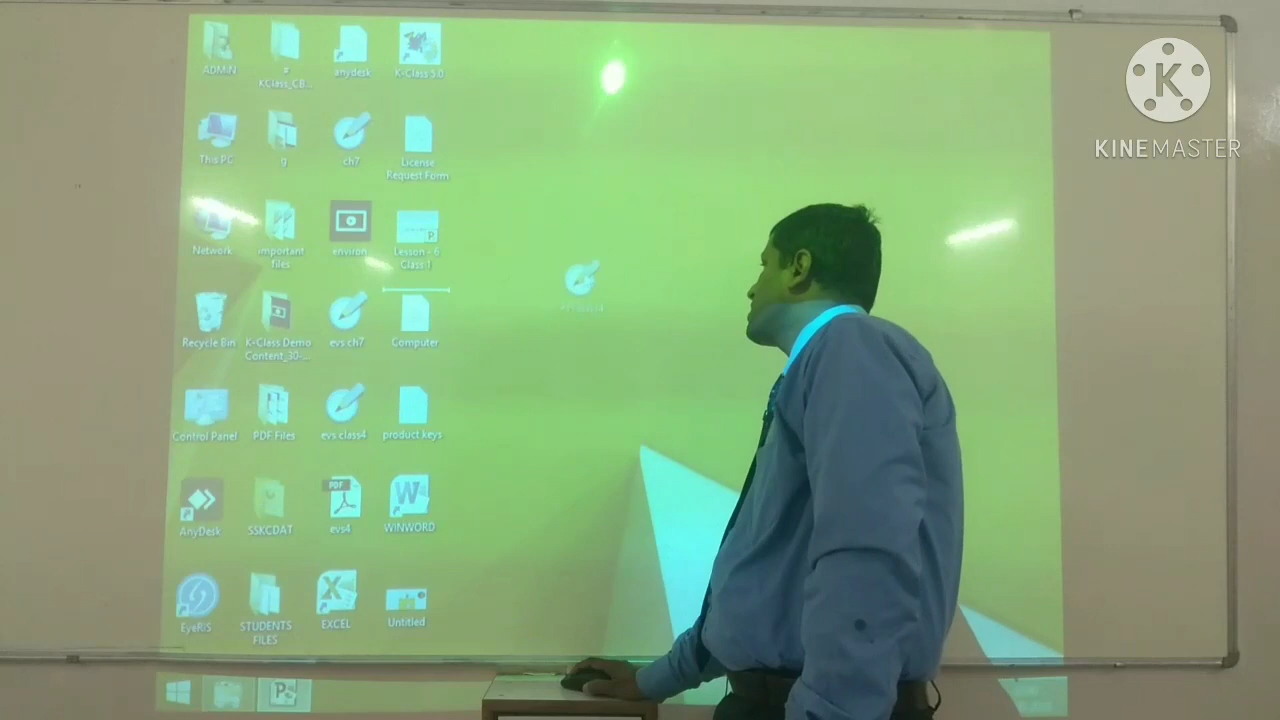 ADMiN
#
KClass_CB...
anydesk
K-Class 5.0
This PC
g
ch7
License
Request Form
Network
important
files
environ
Lesson - 6
Class-1
Recycle Bin
K-Class Demo
Content_30-...
evs ch7
Computer
Control Panel
PDF Files
evs class4
product keys
AnyDesk
SSKCDAT
PDF
evs4
W
WINWORD
EyeRIS
STUDENTS
FILES
X
EXCEL
Untitled
K
KINEMASTER